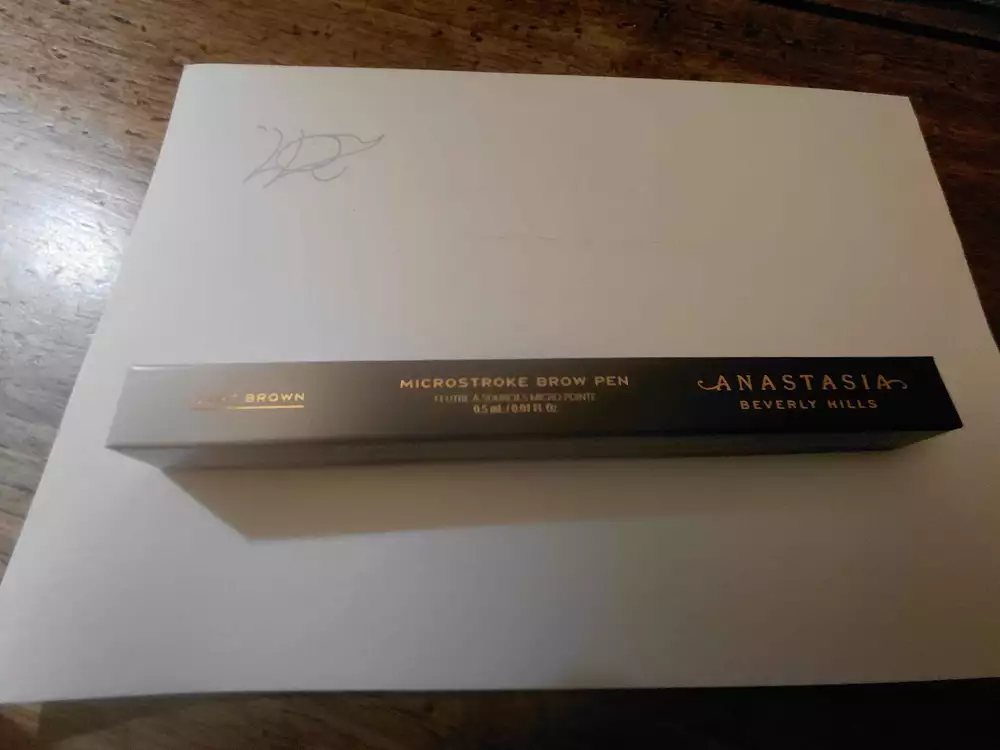 BROWN
MICROSTROKE BROW PEN
FEUTRE À SOURCILS MICRO-POINTE
0.5 mL / 0.01 Fl. Oz.
ANASTASIA
BEVERLY HILLS